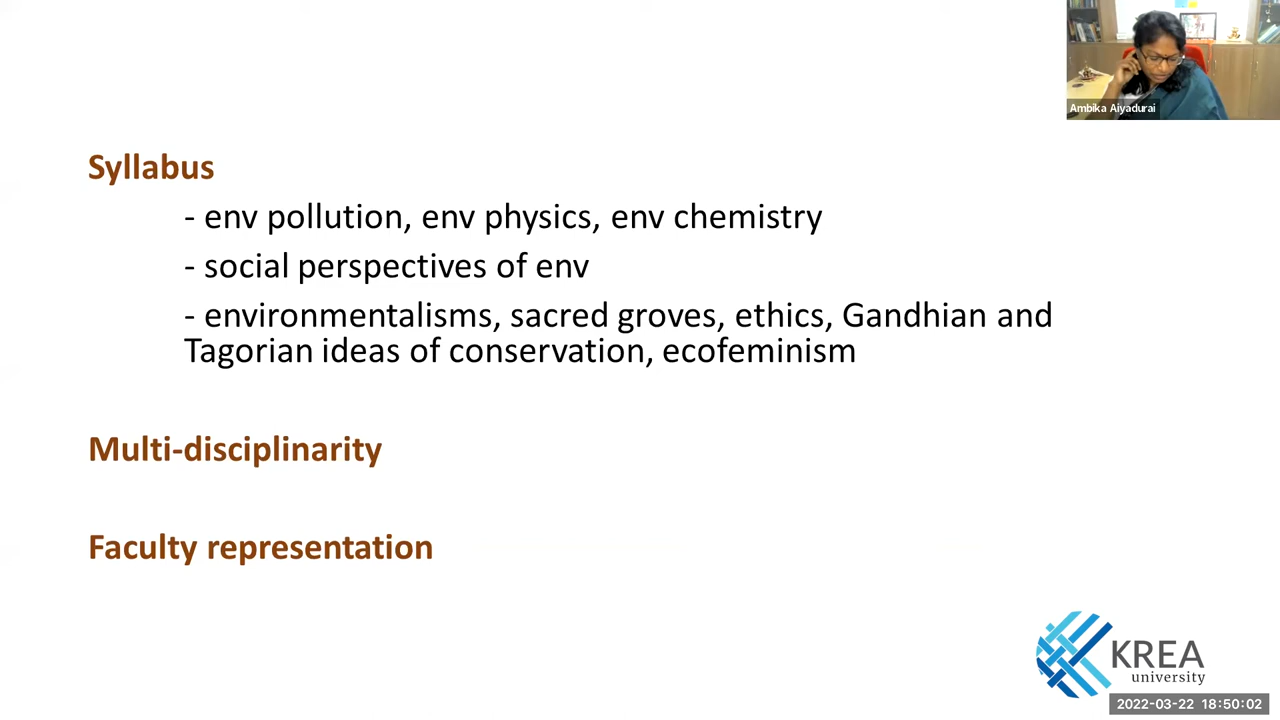 Ambika Aiyadurai
Syllabus
- env pollution, env physics, env chemistry
- social perspectives of env
- environmentalisms, sacred groves, ethics, Gandhian and
Tagorian ideas of conservation, ecofeminism
Multi-disciplinarity
Faculty representation
KREA
university
2022-03-22 18:50:02